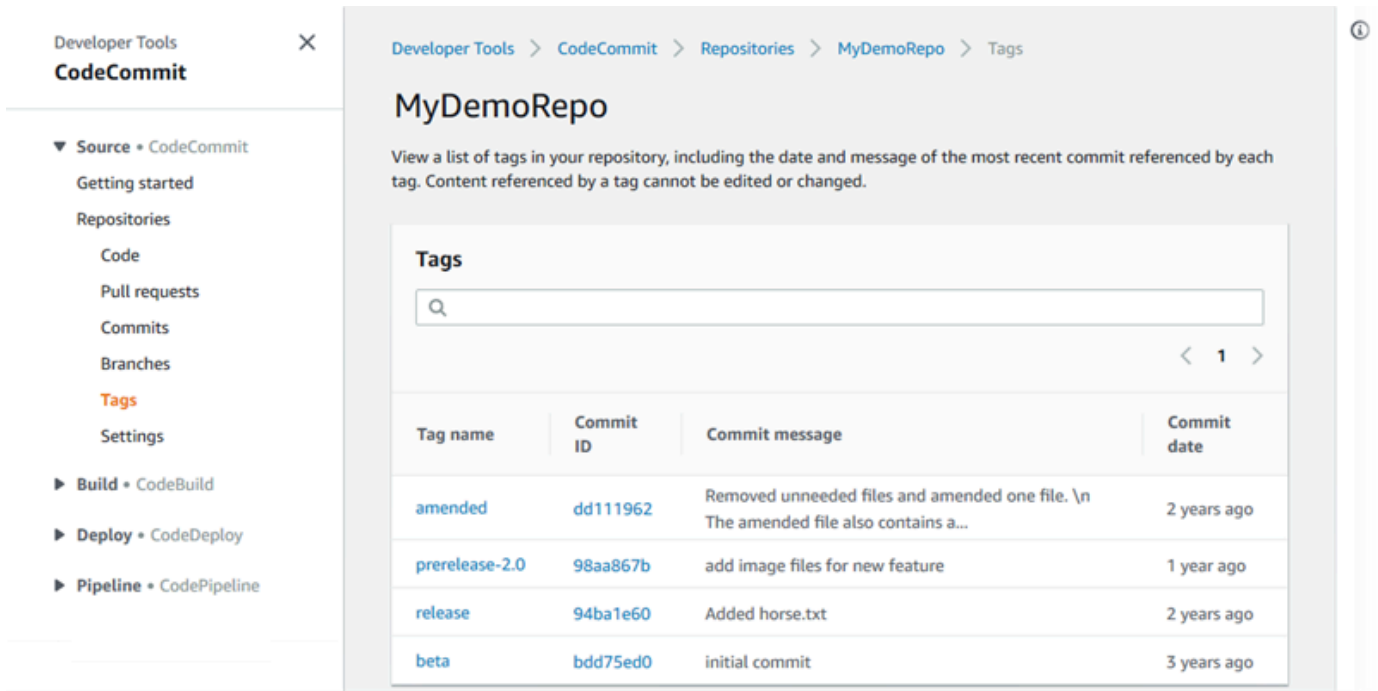 Developer Tools
CodeCommit
Source • CodeCommit
Getting started
Repositories
Code
Pull requests
Commits
Branches
Tags
Settings
Build • CodeBuild
Deploy • CodeDeploy
Pipeline • CodePipeline
Developer Tools > CodeCommit > Repositories > MyDemoRepo > Tags
MyDemoRepo
View a list of tags in your repository, including the date and message of the most recent commit referenced by each
tag. Content referenced by a tag cannot be edited or changed.
Tags
< 1 >
Tag name Commit ID Commit message Commit date
amended dd111962 Removed unneeded files and amended one file. \n 2 years ago
The amended file also contains a...
prerelease-2.0 98aa867b add image files for new feature 1 year ago
release 94ba1e60 Added horse.txt 2 years ago
beta bdd75ed0 initial commit 3 years ago